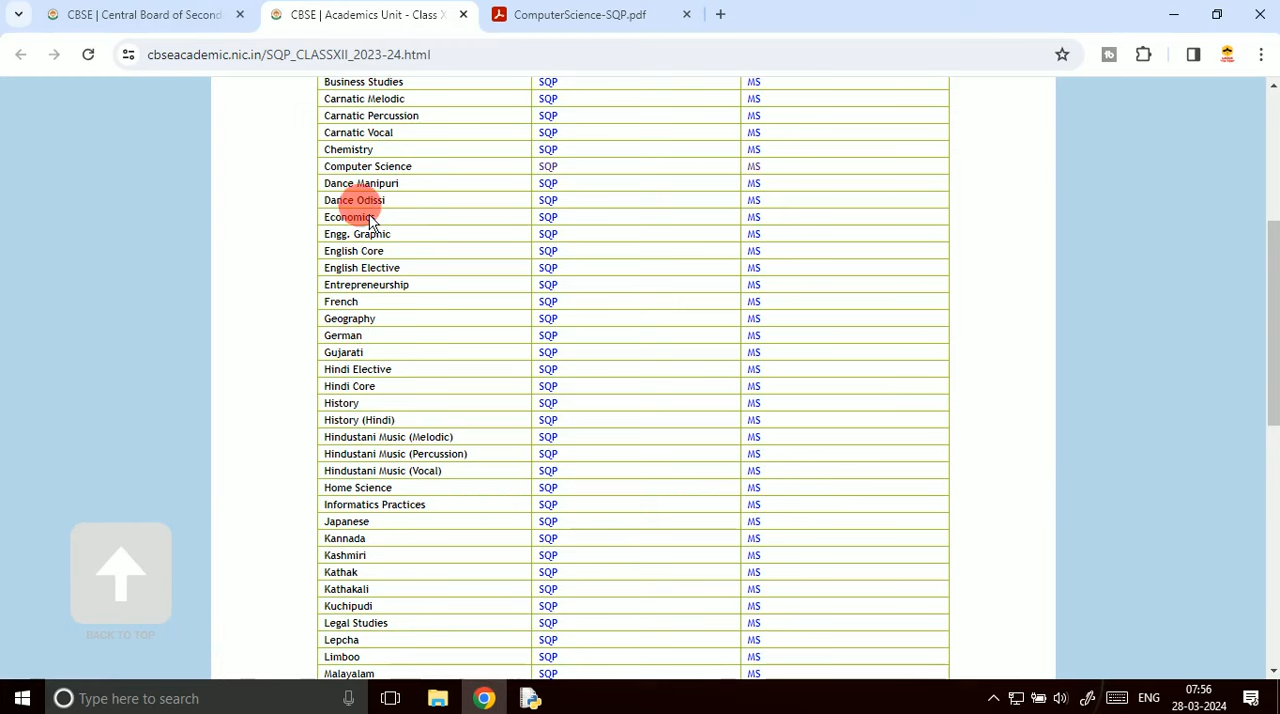 CBSE | Central Board of Second
CBSE | Academics Unit - Class X
ComputerScience-SQP.pdf
cbseacademic.nic.in/SQP_CLASSXII_2023-24.html
Business Studies SQP MS
Carnatic Melodic SQP MS
Carnatic Percussion SQP MS
Carnatic Vocal SQP MS
Chemistry SQP MS
Computer Science SQP MS
Dance Manipuri SQP MS
Dance Odissi SQP MS
Economics SQP MS
Engg. Graphic SQP MS
English Core SQP MS
English Elective SQP MS
Entrepreneurship SQP MS
French SQP MS
Geography SQP MS
German SQP MS
Gujarati SQP MS
Hindi Elective SQP MS
Hindi Core SQP MS
History SQP MS
History (Hindi) SQP MS
Hindustani Music (Melodic) SQP MS
Hindustani Music (Percussion) SQP MS
Hindustani Music (Vocal) SQP MS
Home Science SQP MS
Informatics Practices SQP MS
Japanese SQP MS
Kannada SQP MS
Kashmiri SQP MS
Kathak SQP MS
Kathakali SQP MS
Kuchipudi SQP MS
Legal Studies SQP MS
Lepcha SQP MS
Limboo SQP MS
Malayalam SQP MS
BACK TO TOP
Type here to search
ENG
07:56
28-03-2024